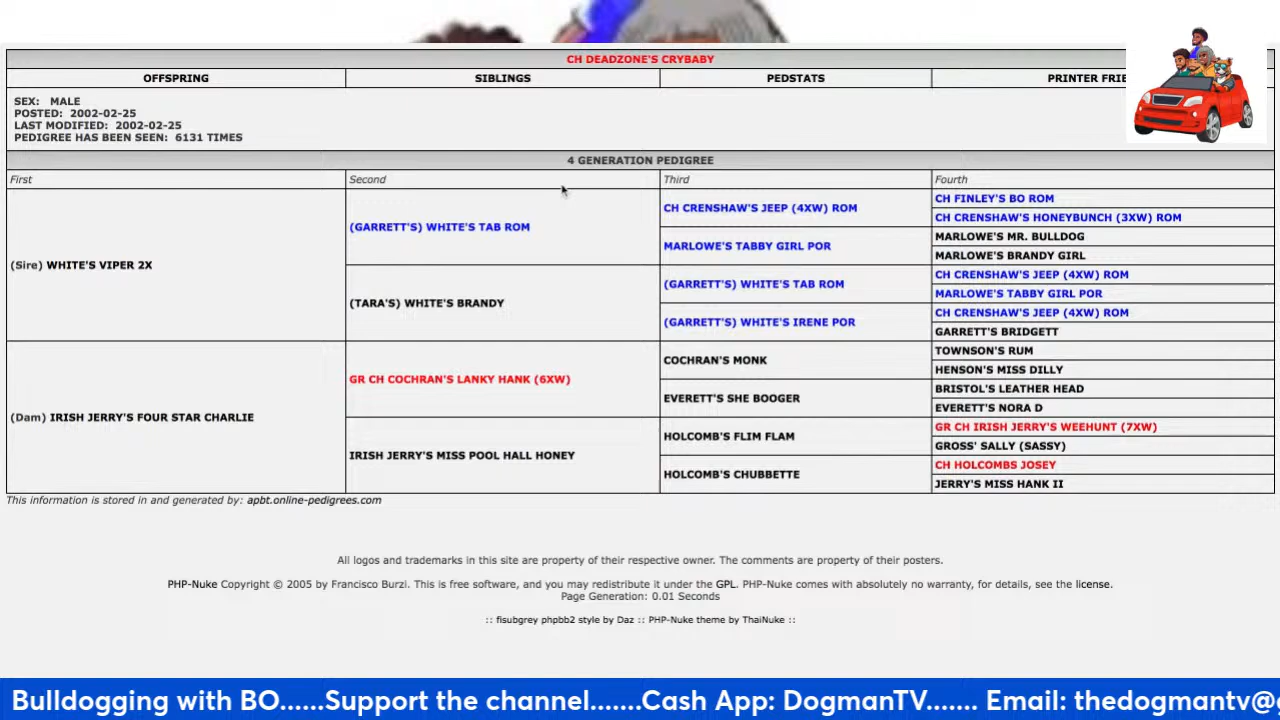 CH DEADZONE'S CRYBABY
OFFSPRING SIBLINGS PEDSTATS PRINTER
SEX: MALE
POSTED: 2002-02-25
LAST MODIFIED: 2002-02-25
PEDIGREE HAS BEEN SEEN: 6131 TIMES
4 GENERATION PEDIGREE
First Second Third Fourth
(Sire) WHITE'S VIPER 2X
(GARRETT'S) WHITE'S TAB ROM
(TARA'S) WHITE'S BRANDY
CH CRENSHAW'S JEEP (4XW) ROM
MARLOWE'S TABBY GIRL POR
(GARRETT'S) WHITE'S TAB ROM
(GARRETT'S) WHITE'S IRENE POR
CH FINLEY'S BO ROM
CH CRENSHAW'S HONEYBUNCH (3XW) ROM
MARLOWE'S MR. BULLDOG
MARLOWE'S BRANDY GIRL
CH CRENSHAW'S JEEP (4XW) ROM
MARLOWE'S TABBY GIRL POR
CH CRENSHAW'S JEEP (4XW) ROM
GARRETT'S BRIDGETT
(Dam) IRISH JERRY'S FOUR STAR CHARLIE
GR CH COCHRAN'S LANKY HANK (6XW)
IRISH JERRY'S MISS POOL HALL HONEY
COCHRAN'S MONK
EVERETT'S SHE BOOGER
HOLCOMB'S FLIM FLAM
HOLCOMB'S CHUBBETTE
TOWNSON'S RUM
HENSON'S MISS DILLY
BRISTOL'S LEATHER HEAD
EVERETT'S NORA D
GR CH IRISH JERRY'S WEEHUNT (7XW)
GROSS' SALLY (SASSY)
CH HOLCOMBS JOSEY
JERRY'S MISS HANK II
This information is stored in and generated by: apbt.online-pedigrees.com
All logos and trademarks in this site are property of their respective owner. The comments are property of their posters.
PHP-Nuke Copyright © 2005 by Francisco Burzi. This is free software, and you may redistribute it under the GPL. PHP-Nuke comes with absolutely no warranty, for details, see the license.
Page Generation: 0.01 Seconds
:: fisubgrey phpbb2 style by Daz :: PHP-Nuke theme by ThaiNuke ::
Bulldogging with BO......Support the channel.......Cash App: DogmanTV....... Email: thedogmantv@